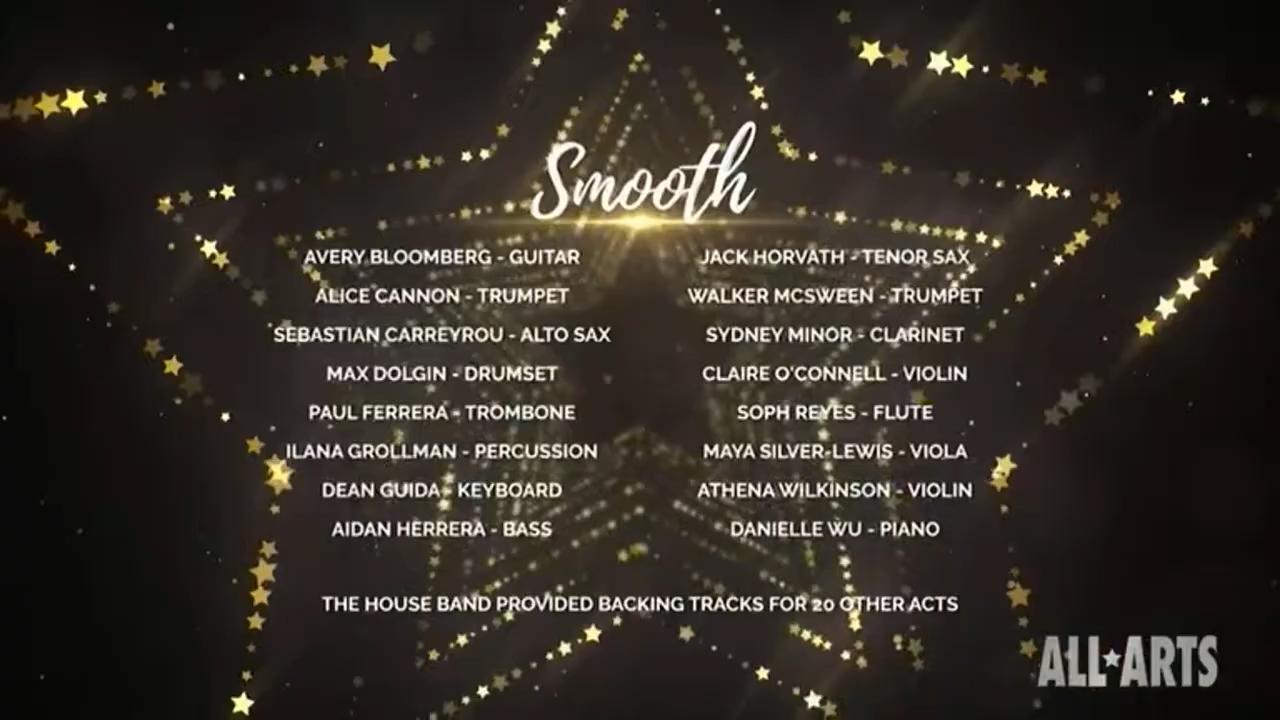 Smooth
AVERY BLOOMBERG - GUITAR
ALICE CANNON - TRUMPET
SEBASTIAN CARREYROU - ALTO SAX
MAX DOLGIN - DRUMSET
PAUL FERRERA - TROMBONE
ILANA GROLLMAN - PERCUSSION
DEAN GUIDA - KEYBOARD
AIDAN HERRERA - BASS
JACK HORVATH - TENOR SAX
WALKER MCSWEEN - TRUMPET
SYDNEY MINOR - CLARINET
CLAIRE O'CONNELL - VIOLIN
SOPH REYES - FLUTE
MAYA SILVER-LEWIS - VIOLA
ATHENA WILKINSON - VIOLIN
DANIELLE WU - PIANO
THE HOUSE BAND PROVIDED BACKING TRACKS FOR 20 OTHER ACTS
ALL★ARTS